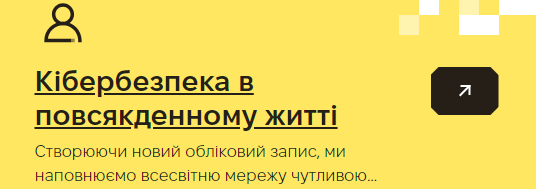 Кібербезпека в
повсякденному житті
Створюючи новий обліковий запис, ми
наповнюємо всесвітню мережу чутливою...